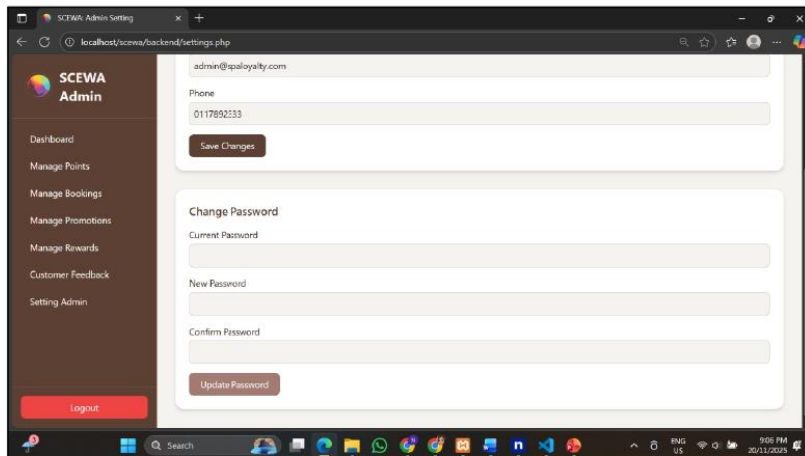 SCEWA: Admin Setting
localhost/scewa/backend/settings.php
SCEWA
Admin
Dashboard
Manage Points
Manage Bookings
Manage Promotions
Manage Rewards
Customer Feedback
Setting Admin
Logout
admin@spaloyalty.com
Phone
0117892333
Save Changes
Change Password
Current Password
New Password
Confirm Password
Update Password
Search
ENG
US
9:06 PM
20/11/2025